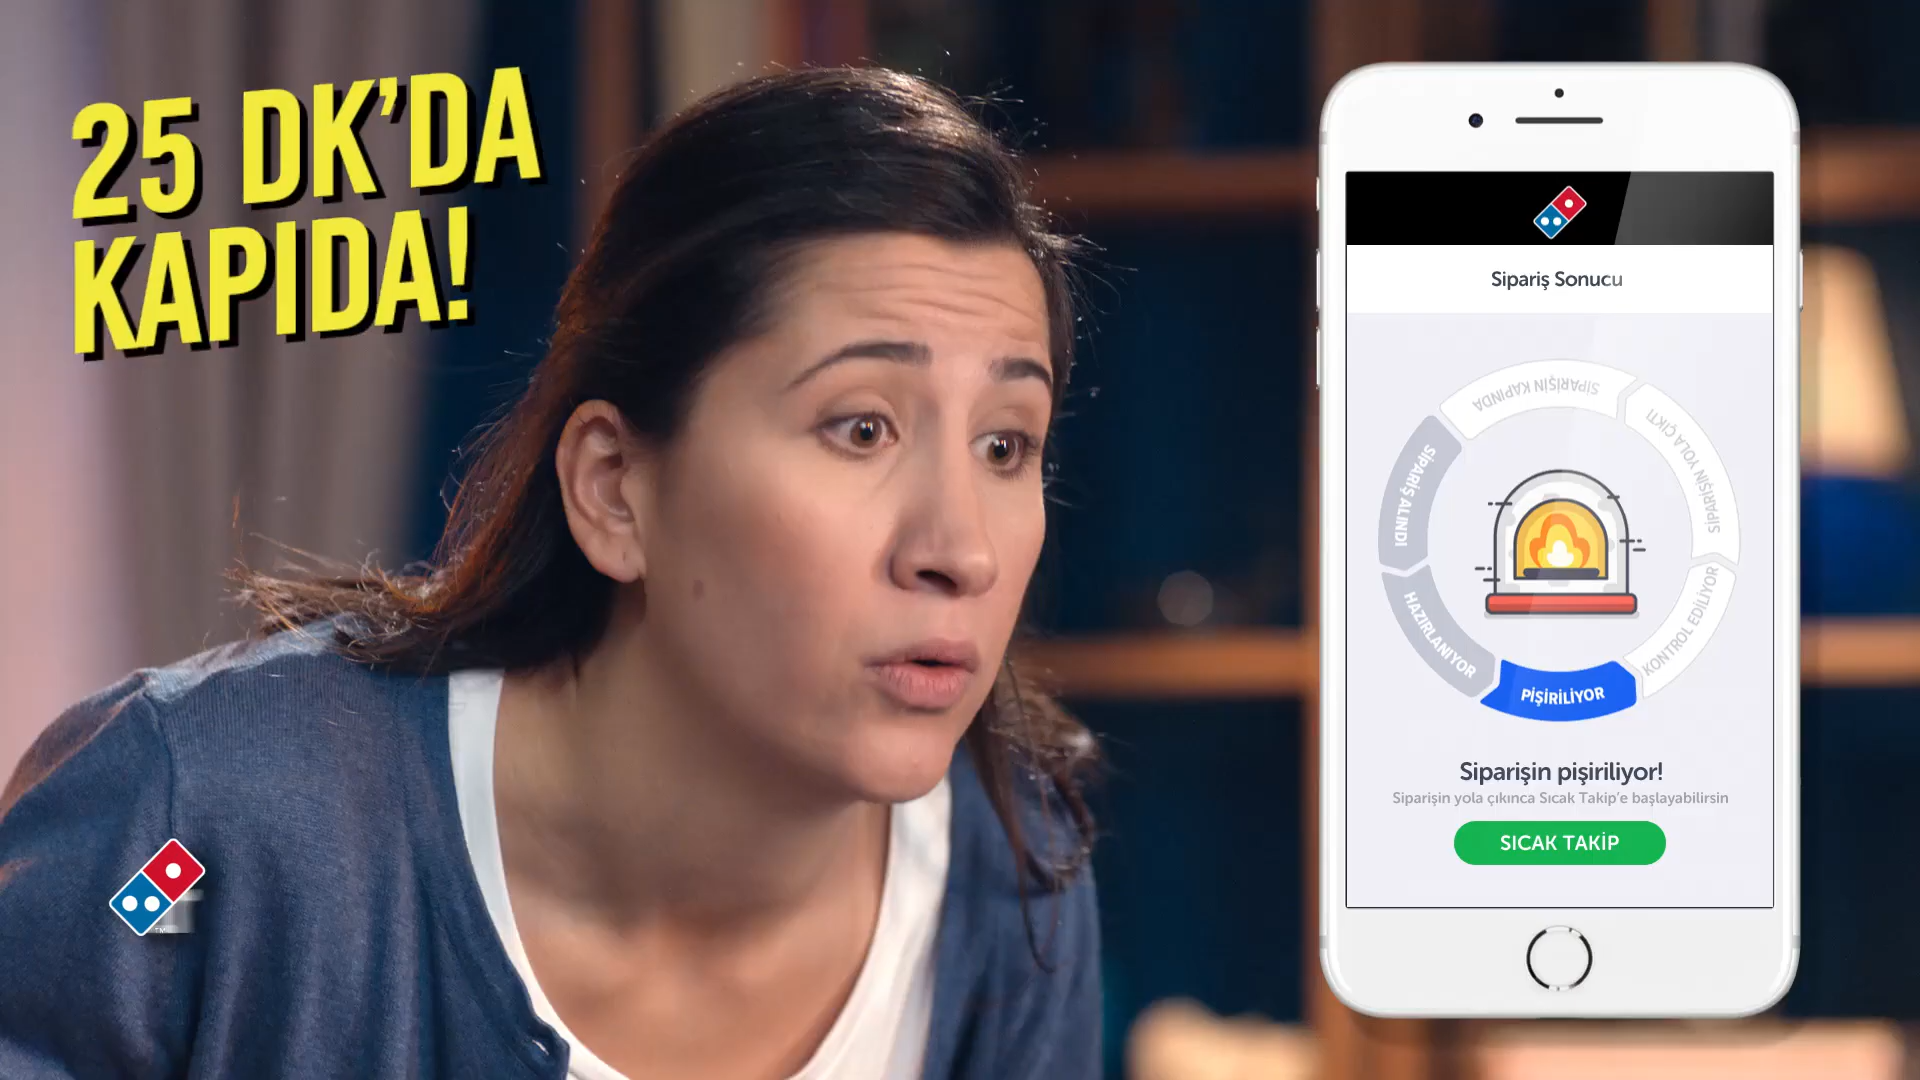 25 DK'DA
KAPIDA!
Sipariş Sonucu
SİPARİŞ ALINDI
HAZIRLANIYOR
PİŞİRİLİYOR
KONTROL EDİLİYOR
SİPARİŞİN YOLA ÇIKTI
SİPARİŞİN KAPINDA
Siparişin pişiriliyor!
Siparişin yola çıkınca Sıcak Takip'e başlayabilirsin
SICAK TAKİP
TM